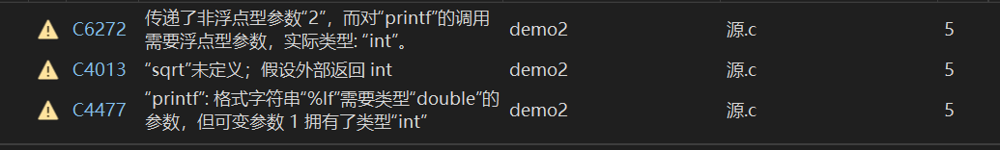 C6272 传递了非浮点型参数“2”，而对“printf”的调用 demo2 源.c 5
需要浮点型参数，实际类型: “int”。
C4013 “sqrt”未定义；假设外部返回 int demo2 源.c 5
“printf”: 格式字符串“%lf”需要类型“double”的
C4477 参数，但可变参数 1 拥有了类型“int” demo2 源.c 5